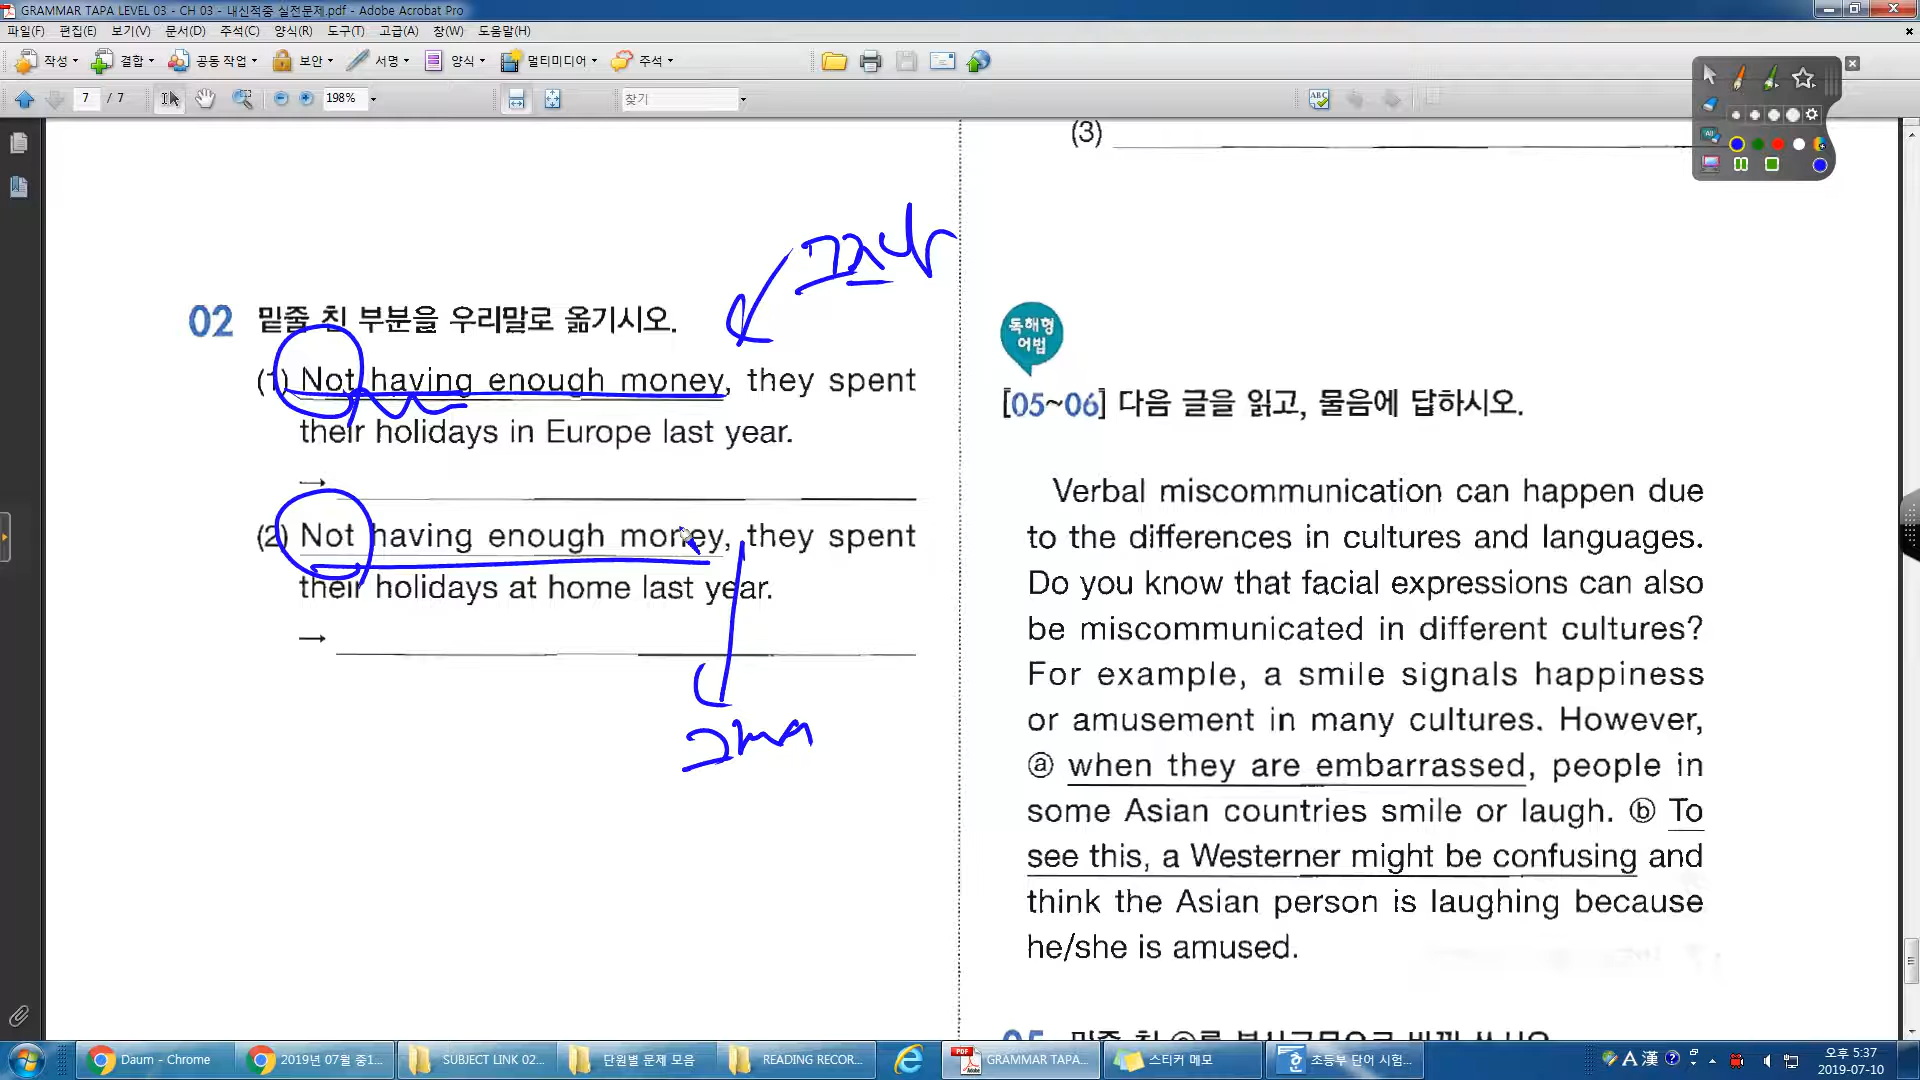 GRAMMAR TAPA LEVEL 03 - CH 03 - 내신적중 실전문제.pdf - Adobe Acrobat Pro
파일(F) 편집(E) 보기(V) 문서(D) 주석(C) 양식(R) 도구(T) 고급(A) 창(W) 도움말(H)
작성 결합 공동 작업 보안 서명 양식 멀티미디어 주석
7 / 7 198% 찾기
02 밑줄 친 부분을 우리말로 옮기시오.
(1) Not having enough money, they spent
their holidays in Europe last year.
→
(2) Not having enough money, they spent
their holidays at home last year.
→
(3)
독해형
어법
[05~06] 다음 글을 읽고, 물음에 답하시오.
Verbal miscommunication can happen due
to the differences in cultures and languages.
Do you know that facial expressions can also
be miscommunicated in different cultures?
For example, a smile signals happiness
or amusement in many cultures. However,
ⓐ when they are embarrassed, people in
some Asian countries smile or laugh. ⓑ To
see this, a Westerner might be confusing and
think the Asian person is laughing because
he/she is amused.
Daum - Chrome
2019년 07월 중1...
SUBJECT LINK 02...
단원별 문제 모음
READING RECOR...
GRAMMAR TAPA...
스티커 메모
초등부 단어 시험...
A 漢
오후 5:37
2019-07-10